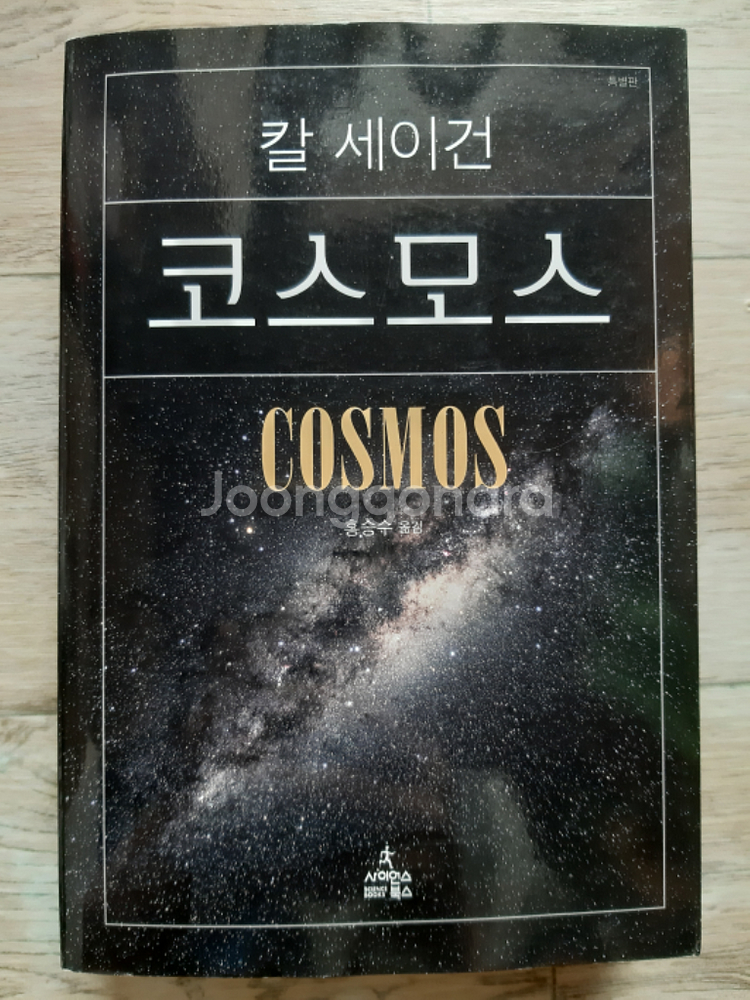 특별판
칼 세이건
코스모스
COSMOS
Joonggonara
홍승수 옮김
사이언스
SCIENCE BOOKS 북스